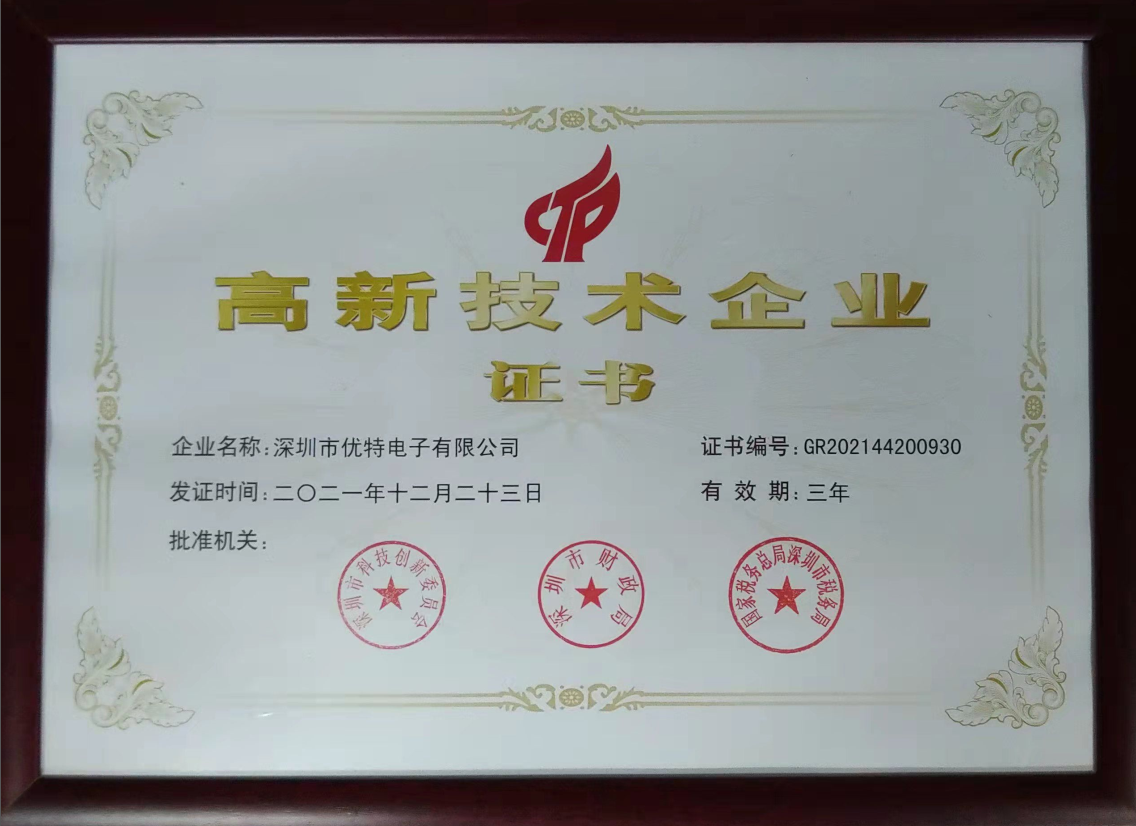 高新技术企业
证书
企业名称:深圳市优特电子有限公司
证书编号:GR202144200930
发证时间:二〇二一年十二月二十三日
有效期:三年
批准机关:
深圳市科技创新委员会
深圳市财政局
国家税务总局深圳市税务局